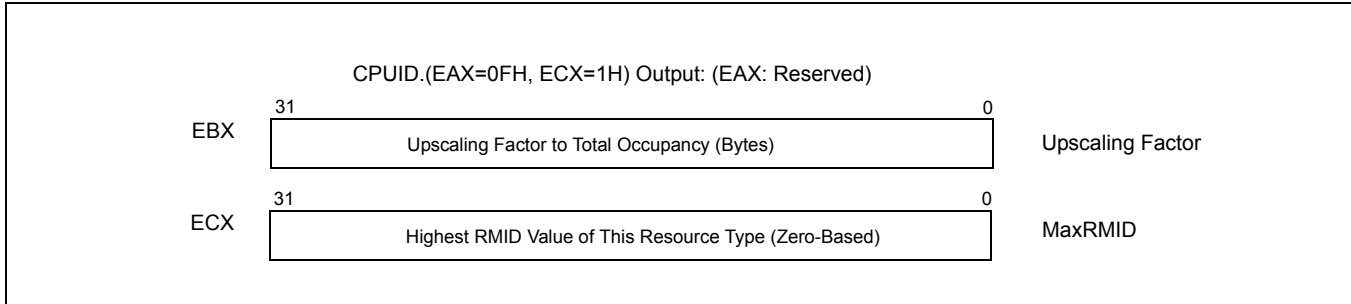 CPUID.(EAX=0FH, ECX=1H) Output: (EAX: Reserved)
31 0
EBX Upscaling Factor to Total Occupancy (Bytes) Upscaling Factor
31 0
ECX Highest RMID Value of This Resource Type (Zero-Based) MaxRMID